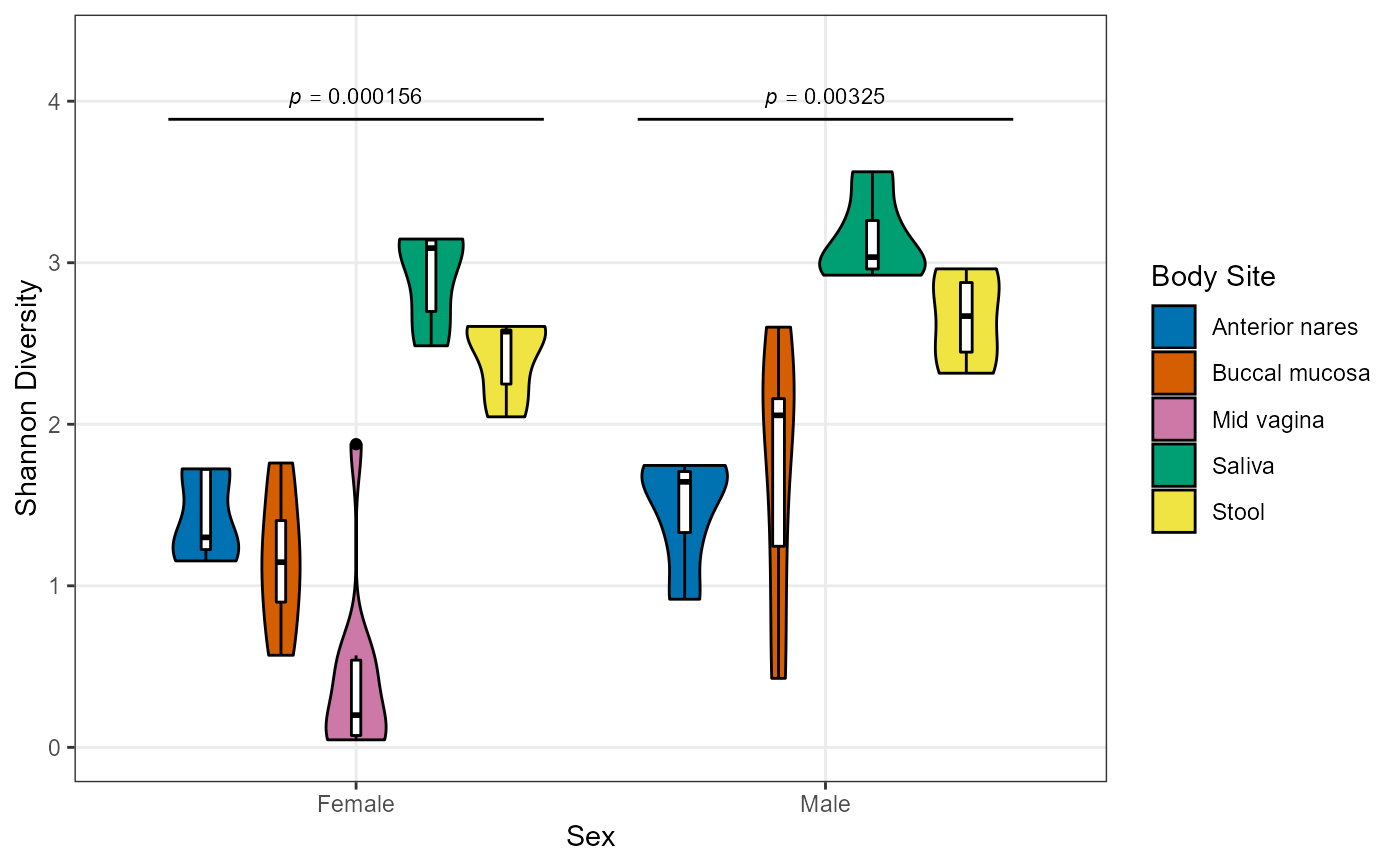 Shannon Diversity
4
3
2
1
0
p = 0.000156
p = 0.00325
Female
Male
Sex
Body Site
Anterior nares
Buccal mucosa
Mid vagina
Saliva
Stool